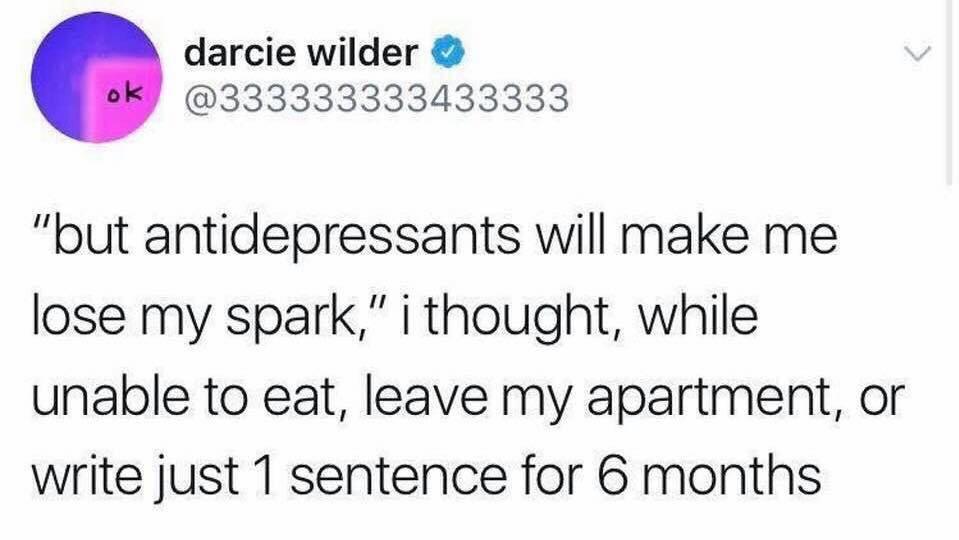 darcie wilder
ok
@333333333433333
"but antidepressants will make me
lose my spark," i thought, while
unable to eat, leave my apartment, or
write just 1 sentence for 6 months